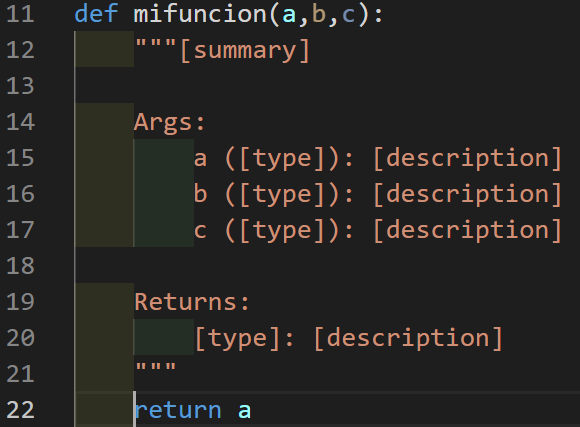 11 def mifuncion(a,b,c):
12 """[summary]
13
14 Args:
15 a ([type]): [description]
16 b ([type]): [description]
17 c ([type]): [description]
18
19 Returns:
20 [type]: [description]
21 """
22 return a